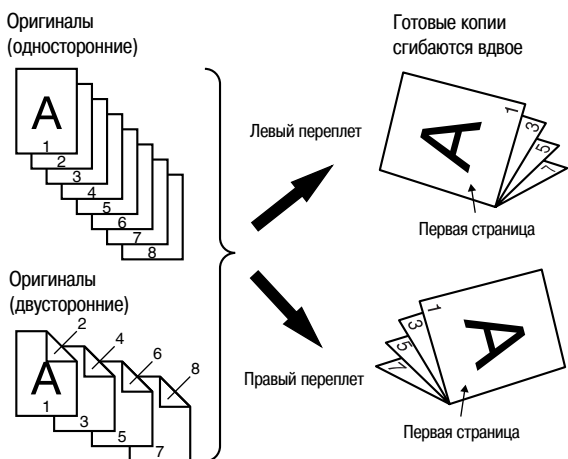 Оригиналы
(односторонние)
A
1
2
3
4
5
6
7
8
Оригиналы
(двусторонние)
2
4
6
8
A
1
3
5
7
Левый переплет
Правый переплет
Готовые копии
сгибаются вдвое
A
1
3
5
7
Первая страница
1
3
5
7
A
Первая страница